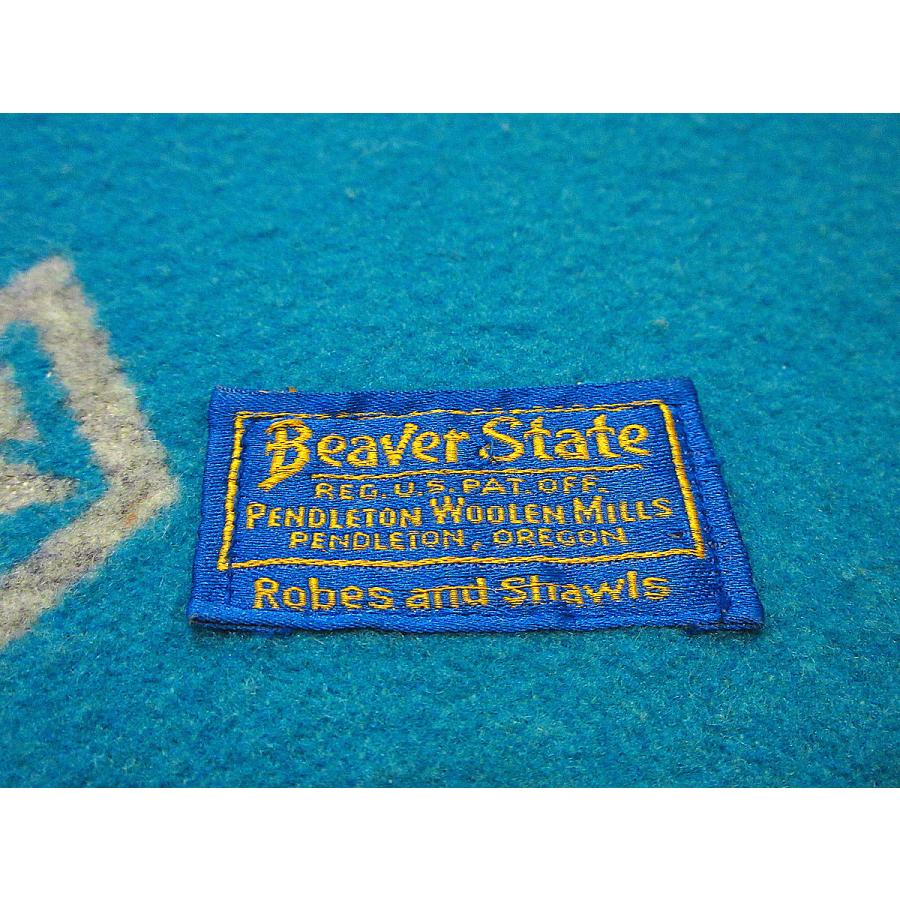 Beaver State
REG. U.S. PAT. OFF.
PENDLETON WOOLEN MILLS
PENDLETON, OREGON
Robes and Shawls